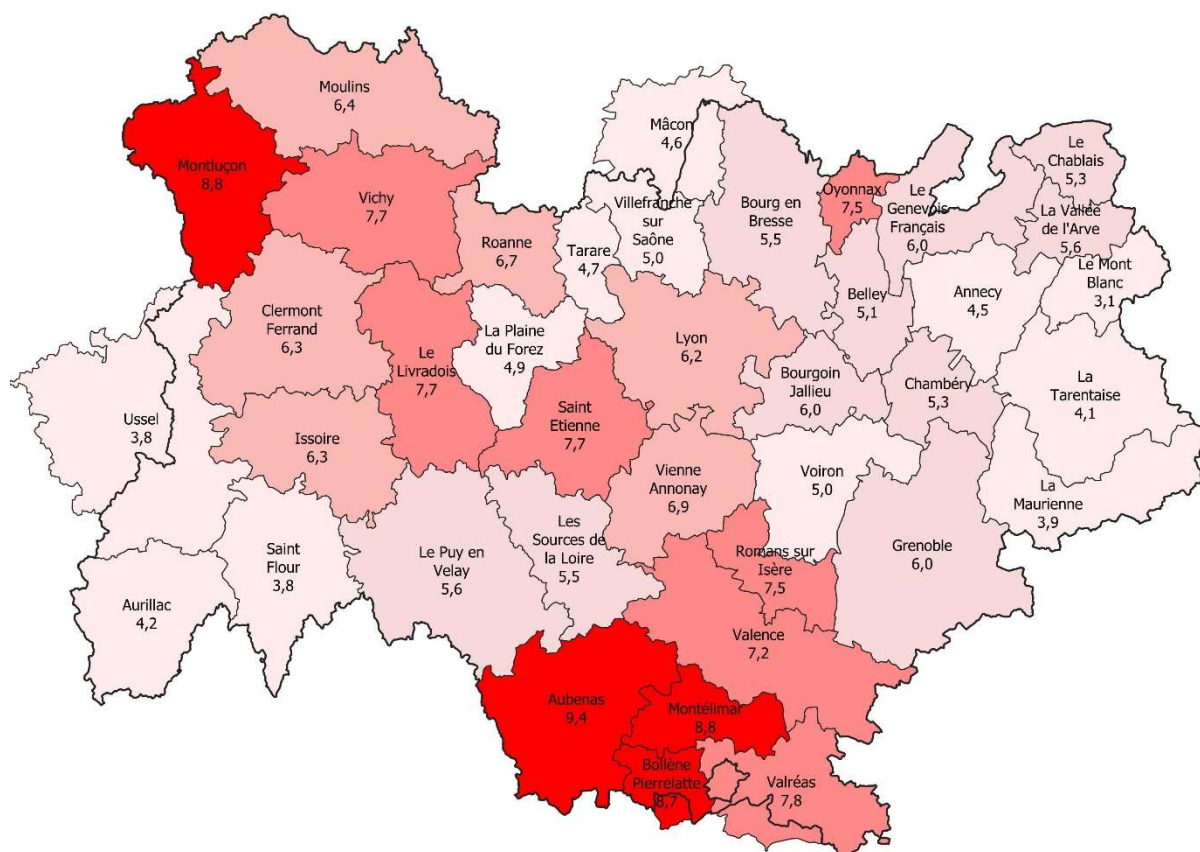 Moulins
6,4
Montluçon
8,8
Vichy
7,7
Mâcon
4,6
Le
Chablais
5,3
Oyonnax
7,5
Le
Genevois
Français
6,0
La Vallée
de l'Arve
5,6
Villefranche
sur
Saône
5,0
Bourg en
Bresse
5,5
Roanne
6,7
Tarare
4,7
Le Mont
Blanc
3,1
Belley
5,1
Annecy
4,5
Clermont
Ferrand
6,3
La Plaine
du Forez
4,9
Lyon
6,2
Le
Livradois
7,7
Bourgoin
Jallieu
6,0
Chambéry
5,3
La
Tarentaise
4,1
Ussel
3,8
Saint
Etienne
7,7
Issoire
6,3
Vienne
Annonay
6,9
Voiron
5,0
La
Maurienne
3,9
Les
Sources de
la Loire
5,5
Saint
Flour
3,8
Le Puy en
Velay
5,6
Romans sur
Isère
7,5
Grenoble
6,0
Aurillac
4,2
Valence
7,2
Aubenas
9,4
Montélimar
8,8
Bollène
Pierrelatte
8,7
Valréas
7,8